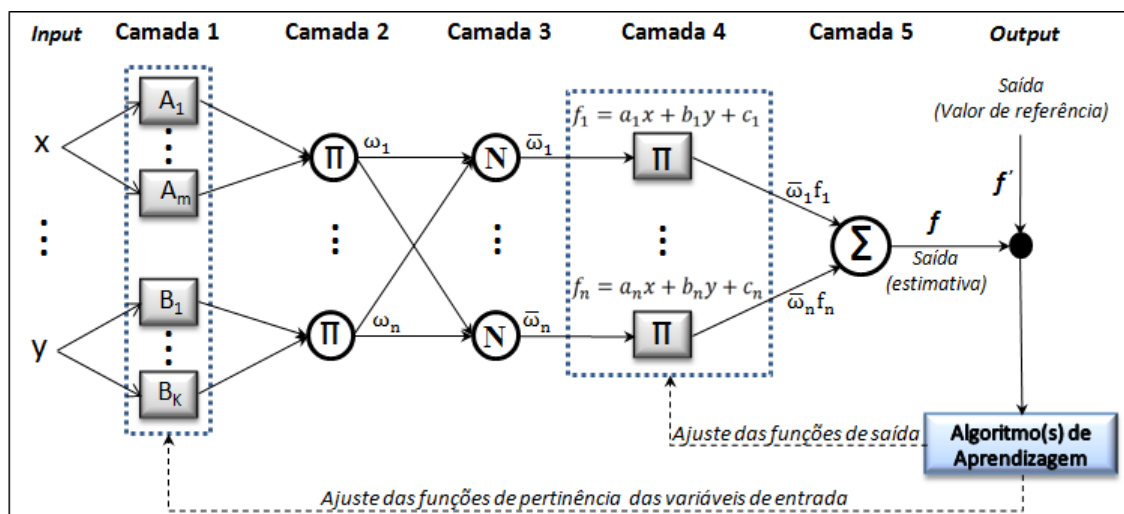 Input Camada 1 Camada 2 Camada 3 Camada 4 Camada 5 Output
x
⋮
y
A₁
⋮
Aₘ
B₁
⋮
B_K
Π
⋮
Π
ω₁
ωₙ
N
⋮
N
ω̅₁
ω̅ₙ
f₁ = a₁x + b₁y + c₁
Π
⋮
fₙ = aₙx + bₙy + cₙ
Π
ω̅₁f₁
ω̅ₙfₙ
Σ
f
Saída
(estimativa)
Saída
(Valor de referência)
f'
Algoritmo(s) de
Aprendizagem
Ajuste das funções de saída
Ajuste das funções de pertinência das variáveis de entrada